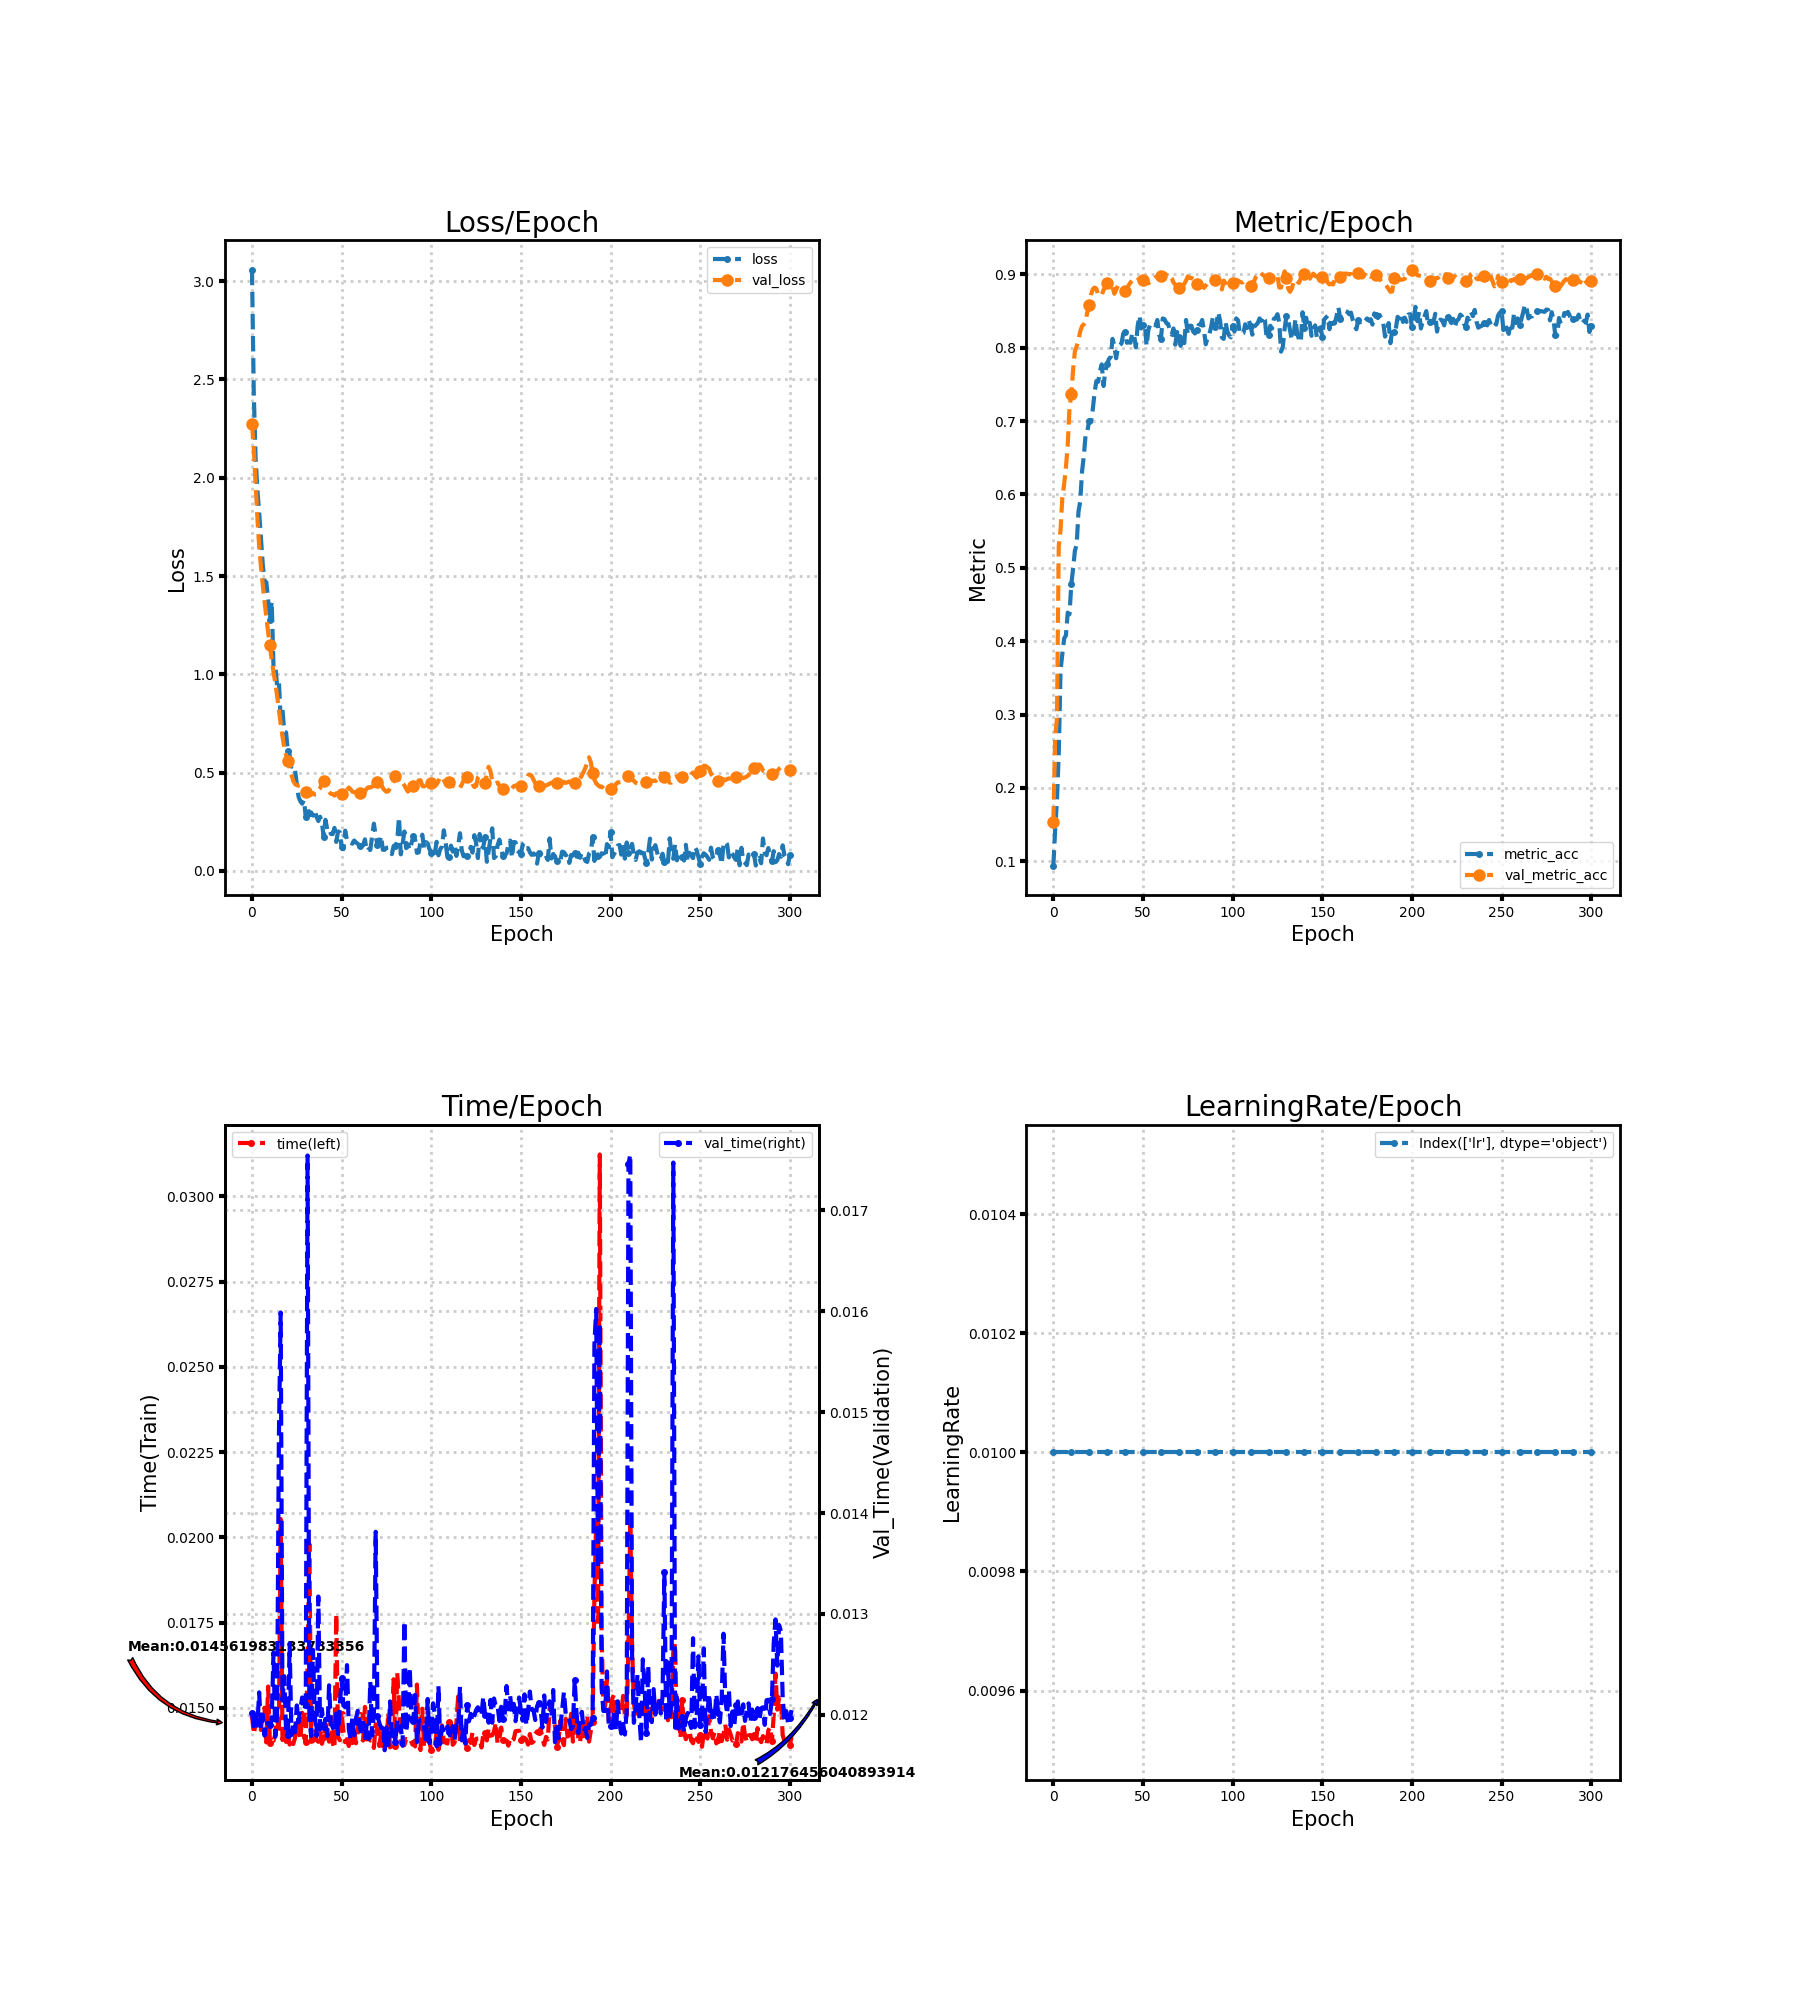 Loss/Epoch
loss
val_loss
3.0
2.5
2.0
1.5
1.0
0.5
0.0
Loss
0 50 100 150 200 250 300
Epoch
Metric/Epoch
0.9
0.8
0.7
0.6
0.5
0.4
0.3
0.2
0.1
Metric
metric_acc
val_metric_acc
0 50 100 150 200 250 300
Epoch
Time/Epoch
time(left)
val_time(right)
0.0300
0.0275
0.0250
0.0225
0.0200
0.0175
0.0150
Time(Train)
0.017
0.016
0.015
0.014
0.013
0.012
Val_Time(Validation)
Mean:0.012176456040893914
0 50 100 150 200 250 300
Epoch
LearningRate/Epoch
Index(['lr'], dtype='object')
0.0104
0.0102
0.0100
0.0098
0.0096
LearningRate
0 50 100 150 200 250 300
Epoch